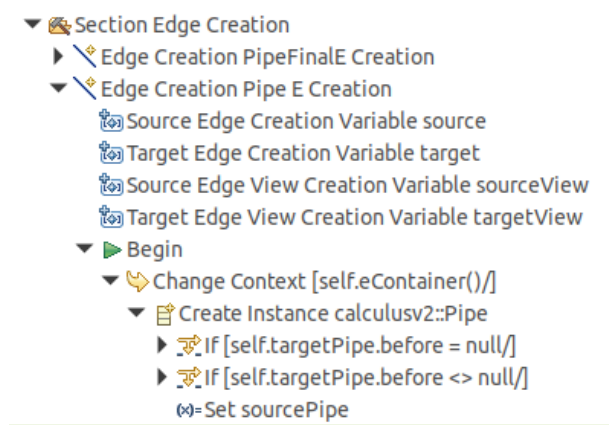 Section Edge Creation
Edge Creation PipeFinalE Creation
Edge Creation Pipe E Creation
Source Edge Creation Variable source
Target Edge Creation Variable target
Source Edge View Creation Variable sourceView
Target Edge View Creation Variable targetView
Begin
Change Context [self.eContainer()/]
Create Instance calculusv2::Pipe
If [self.targetPipe.before = null/]
If [self.targetPipe.before <> null/]
(x)= Set sourcePipe